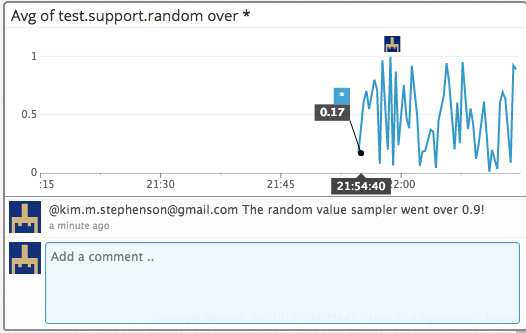 Avg of test.support.random over *
1
*
0.17
0.5
0
:15
21:30
21:45
21:54:40
22:00
@kim.m.stephenson@gmail.com The random value sampler went over 0.9!
a minute ago
Add a comment ..